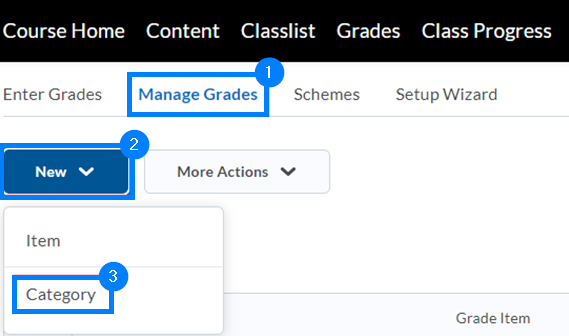 Course Home Content Classlist Grades Class Progress
1
Enter Grades Manage Grades Schemes Setup Wizard
2
New More Actions
Item
3
Category
Grade Item